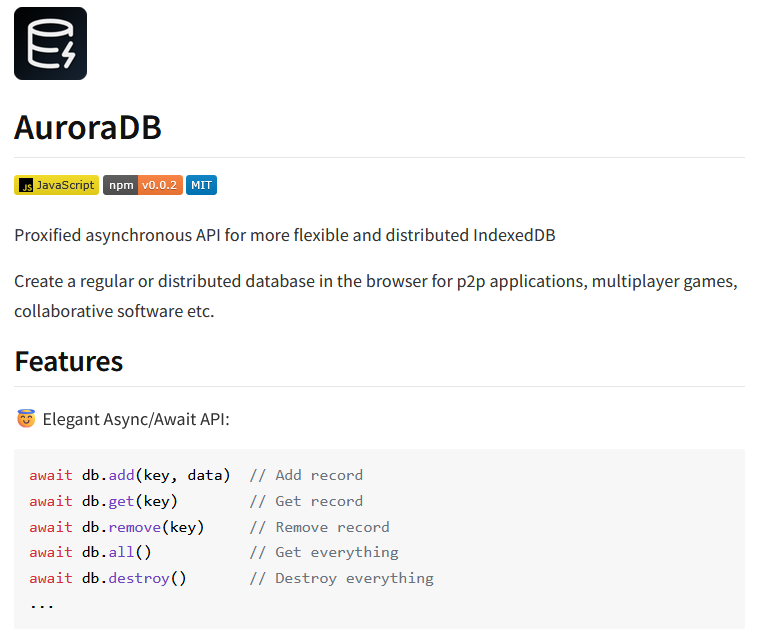 AuroraDB
JS JavaScript npm v0.0.2 MIT
Proxified asynchronous API for more flexible and distributed IndexedDB
Create a regular or distributed database in the browser for p2p applications, multiplayer games,
collaborative software etc.
Features
😇 Elegant Async/Await API:
await db.add(key, data)  // Add record
await db.get(key)        // Get record
await db.remove(key)     // Remove record
await db.all()           // Get everything
await db.destroy()       // Destroy everything
...